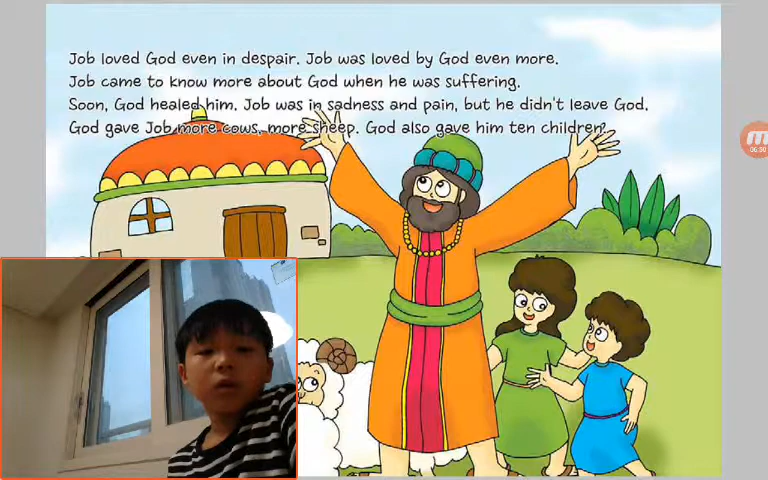 Job loved God even in despair. Job was loved by God even more.
Job came to know more about God when he was suffering.
Soon, God healed him. Job was in sadness and pain, but he didn't leave God.
God gave Job more cows, more sheep. God also gave him ten children.
06:50